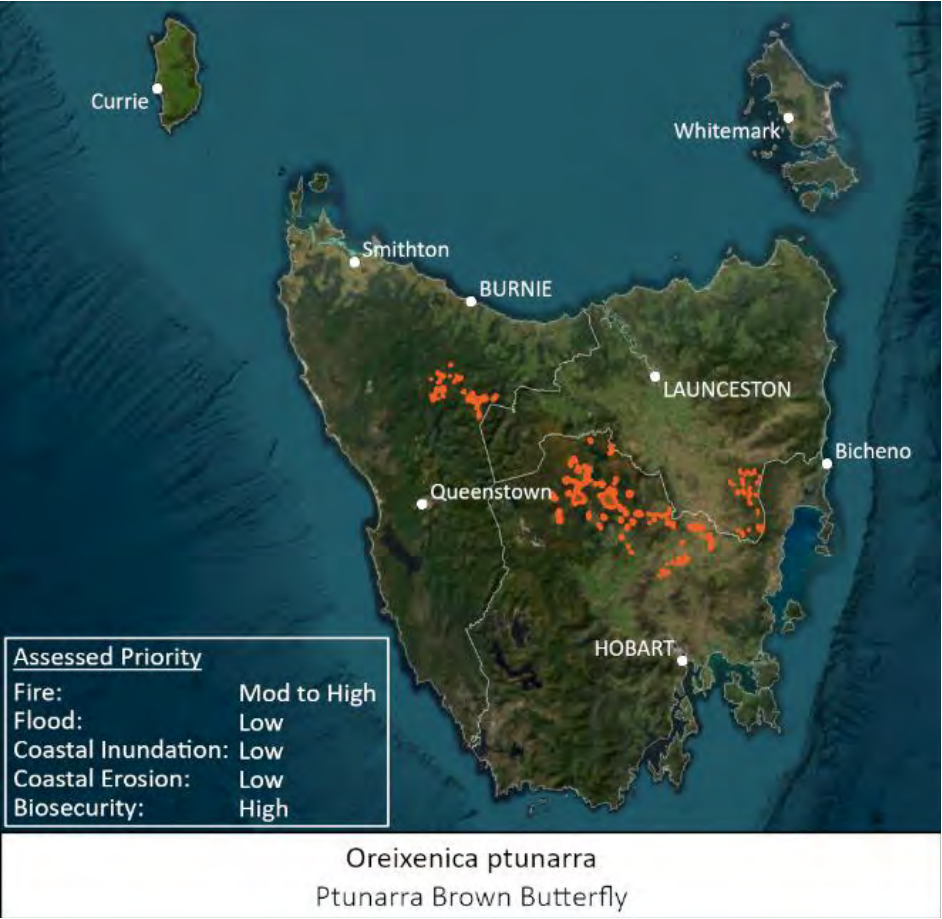 Currie
Whitemark
Smithton
BURNIE
LAUNCESTON
Bicheno
Queenstown
HOBART
Assessed Priority
Fire: Mod to High
Flood: Low
Coastal Inundation: Low
Coastal Erosion: Low
Biosecurity: High
Oreixenica ptunarra
Ptunarra Brown Butterfly